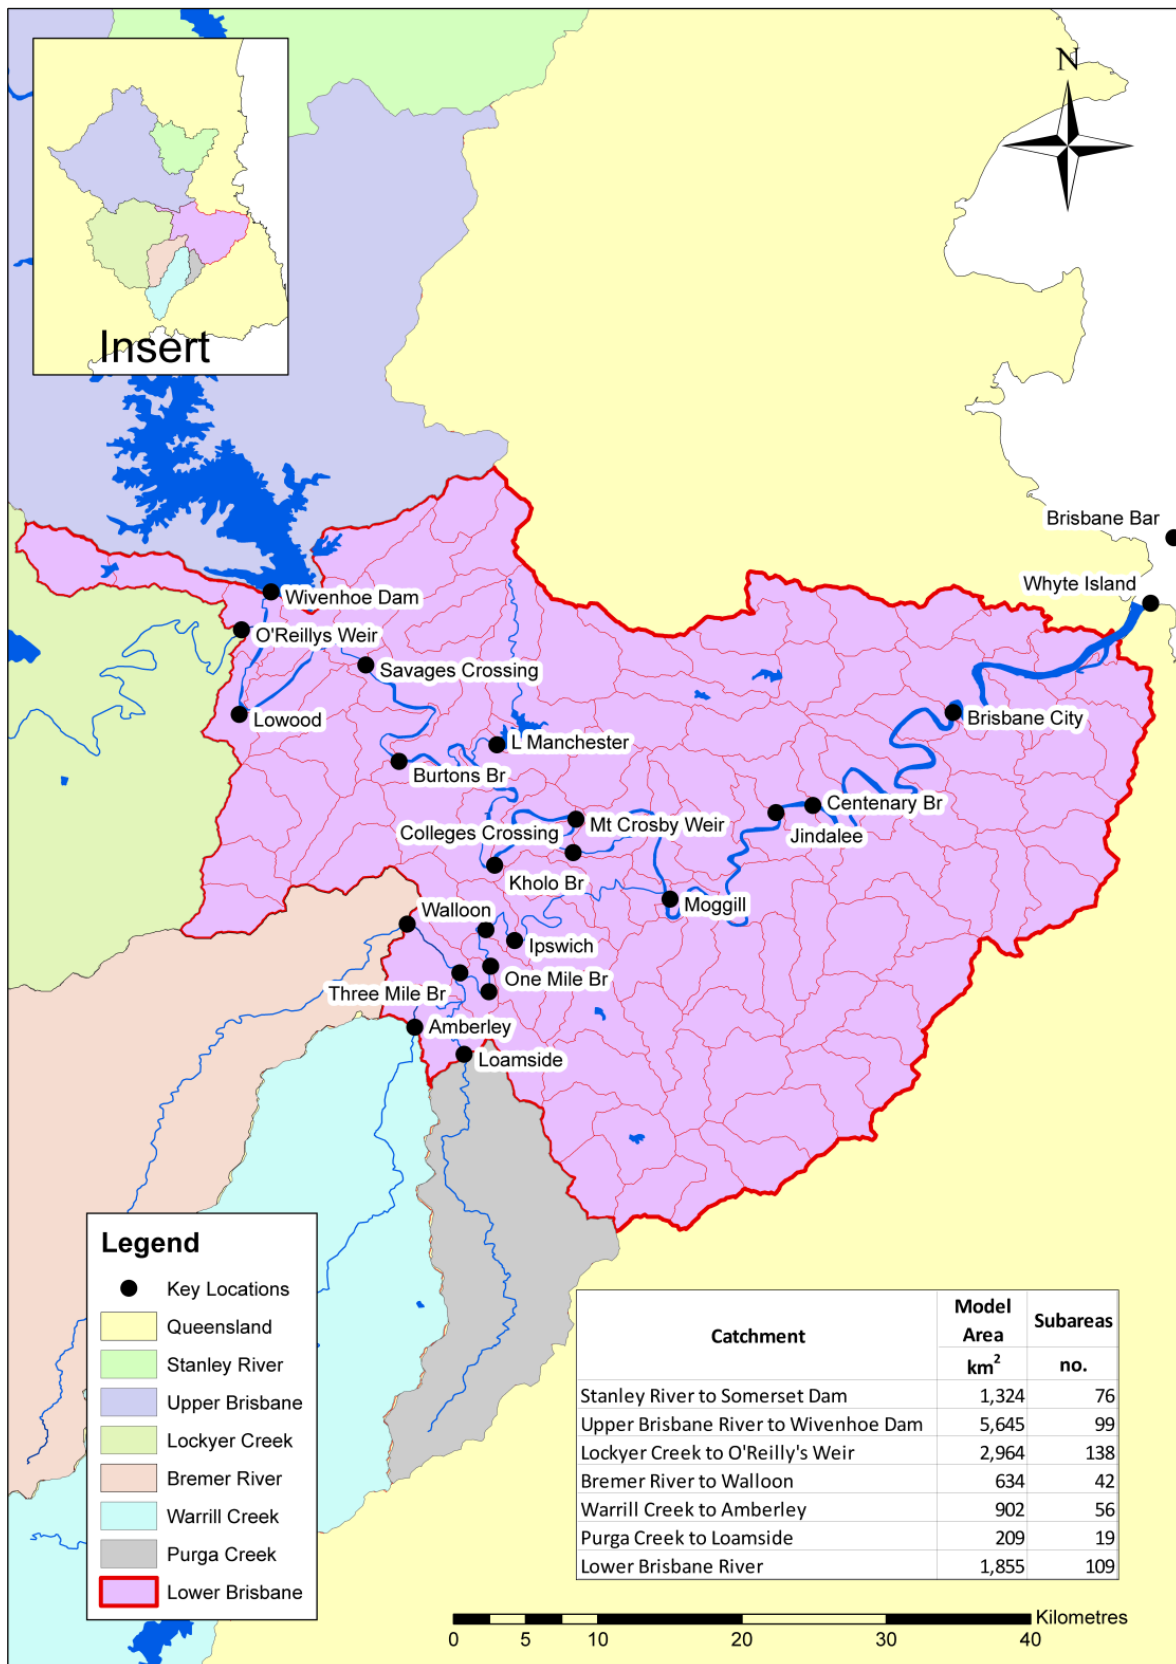 N
Insert
Brisbane Bar
Whyte Island
Wivenhoe Dam
O'Reillys Weir
Savages Crossing
Lowood
Brisbane City
L Manchester
Burtons Br
Centenary Br
Mt Crosby Weir
Colleges Crossing
Jindalee
Kholo Br
Moggill
Walloon
Ipswich
One Mile Br
Three Mile Br
Amberley
Loamside
Legend
Key Locations
Queensland
Stanley River
Upper Brisbane
Lockyer Creek
Bremer River
Warrill Creek
Purga Creek
Lower Brisbane
Catchment Model Area Subareas
km² no.
Stanley River to Somerset Dam 1,324 76
Upper Brisbane River to Wivenhoe Dam 5,645 99
Lockyer Creek to O'Reilly's Weir 2,964 138
Bremer River to Walloon 634 42
Warrill Creek to Amberley 902 56
Purga Creek to Loamside 209 19
Lower Brisbane River 1,855 109
Kilometres
0 5 10 20 30 40